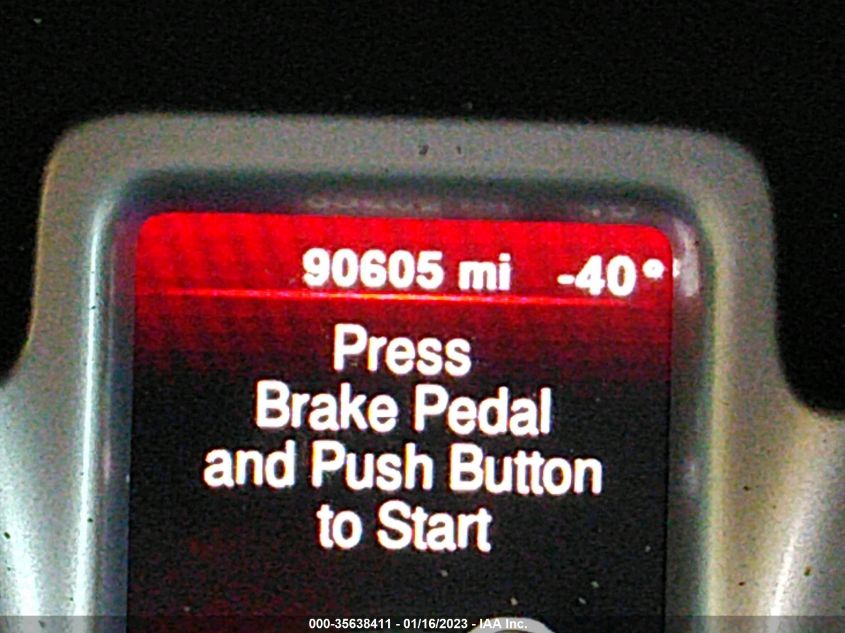 90605 mi -40°
Press
Brake Pedal
and Push Button
to Start
000-35638411 - 01/16/2023 - IAA Inc.